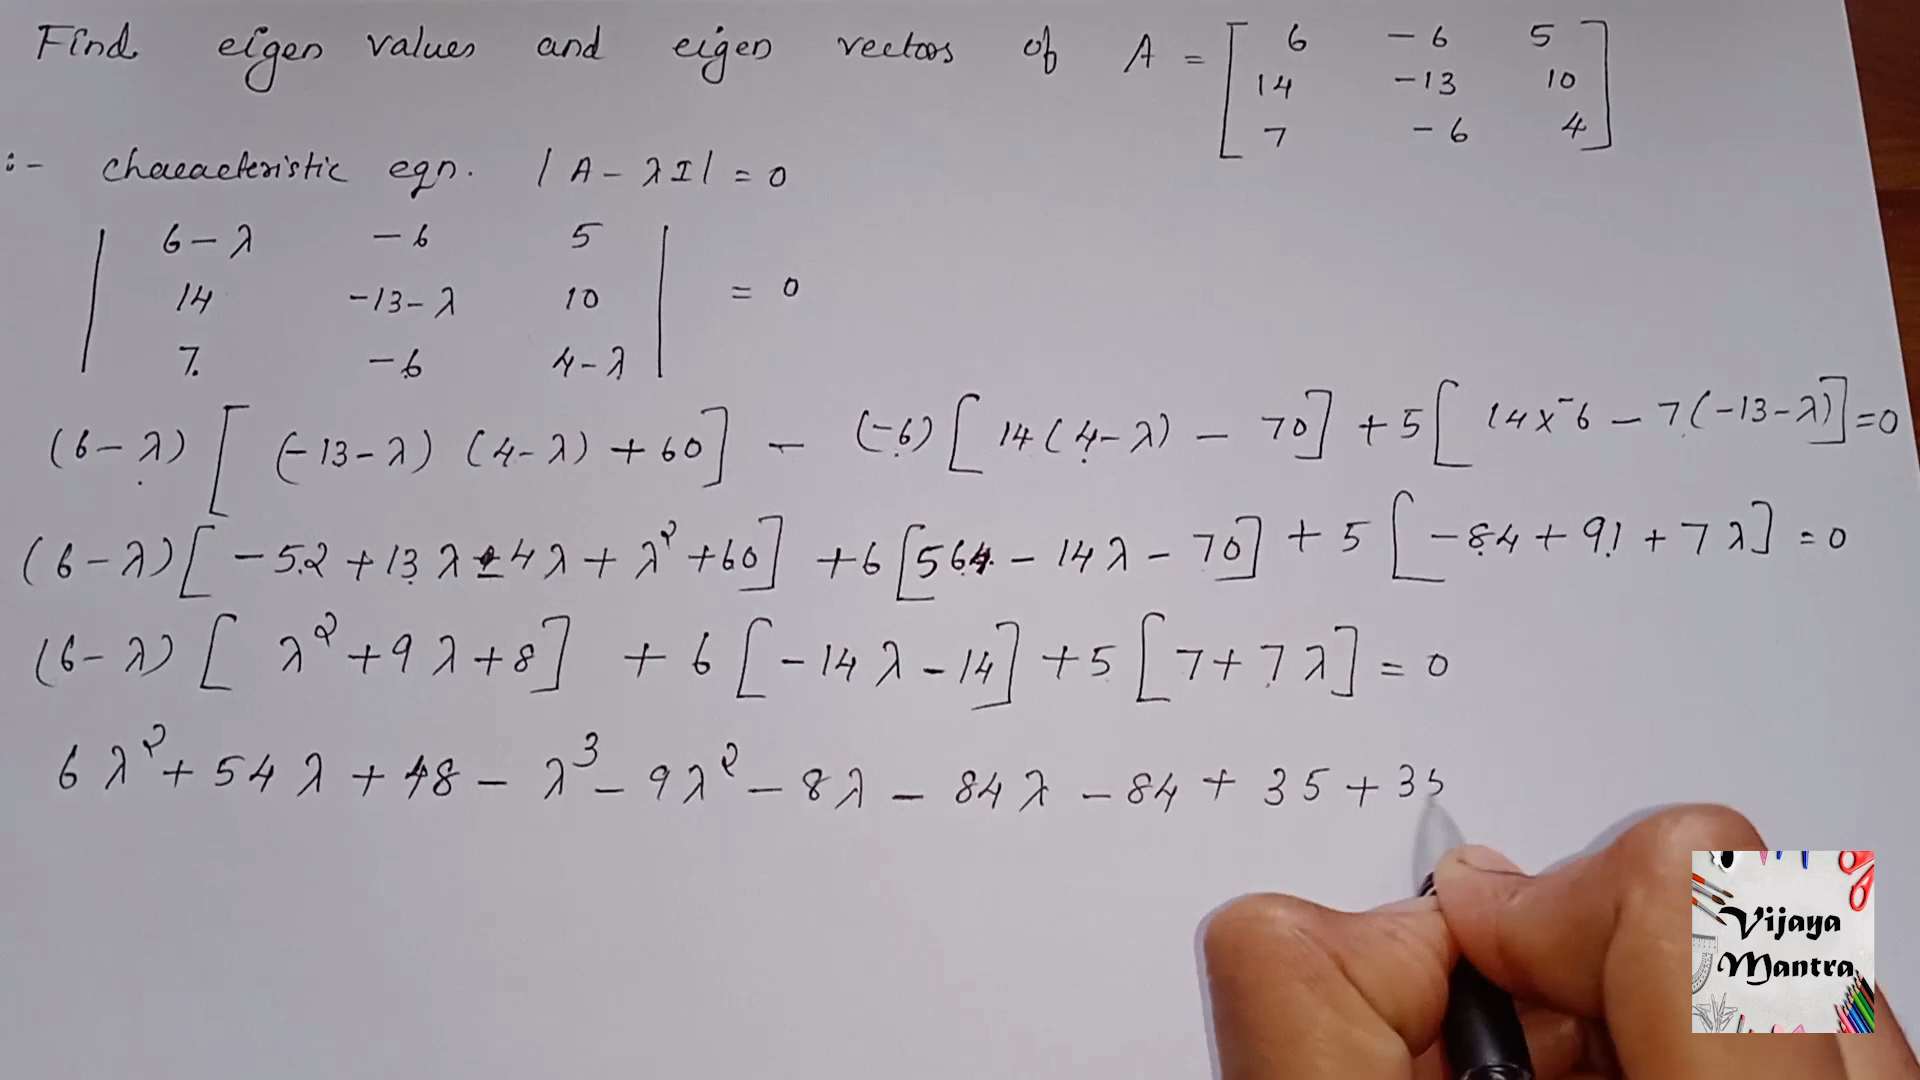 Find eigen values and eigen vectors of A = [ 6 -6 5
14 -13 10
7 -6 4 ]
:- characteristic eqn. |A - λI| = 0
| 6-λ -6 5 |
| 14 -13-λ 10 | = 0
| 7 -6 4-λ |
(6-λ) [ (-13-λ) (4-λ) + 60 ] - (-6) [ 14(4-λ) - 70 ] + 5 [ 14×-6 - 7(-13-λ) ] = 0
(6-λ) [ -52 + 13λ - 4λ + λ² + 60 ] + 6 [ 56 - 14λ - 70 ] + 5 [ -84 + 91 + 7λ ] = 0
(6-λ) [ λ² + 9λ + 8 ] + 6 [ -14λ - 14 ] + 5 [ 7 + 7λ ] = 0
6λ² + 54λ + 48 - λ³ - 9λ² - 8λ - 84λ - 84 + 35 + 35
Vijaya
Mantra